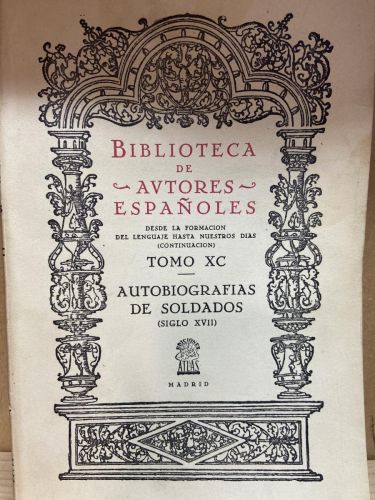 BIBLIOTECA
DE
AVTORES
ESPAÑOLES
DESDE LA FORMACION
DEL LENGUAJE HASTA NUESTROS DIAS
(CONTINUACION)
TOMO XC
AUTOBIOGRAFIAS
DE SOLDADOS
(SIGLO XVII)
EDICIONES
ATLAS
MADRID